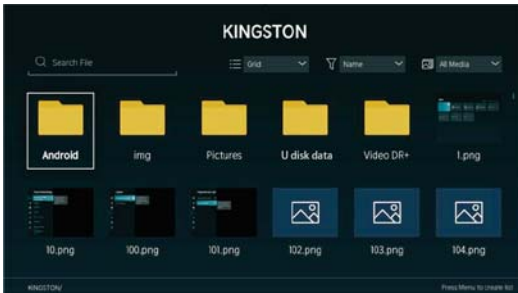 KINGSTON
Search File
Grid
Name
All Media
Android
img
Pictures
U disk data
Video DR+
1.png
10.png
100.png
101.png
102.png
103.png
104.png
KINGSTON/
Press Menu to create list